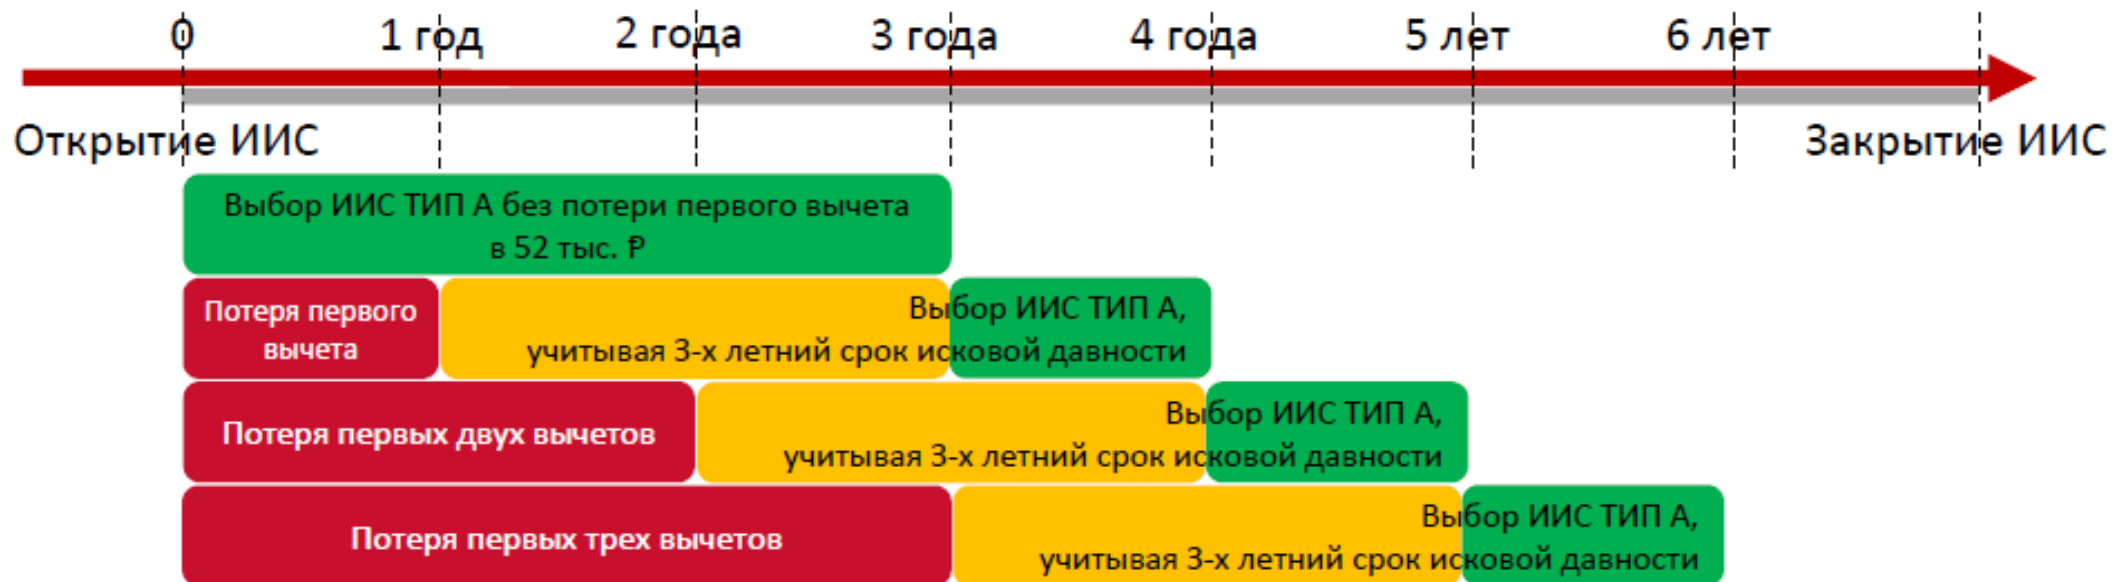 0 1 год 2 года 3 года 4 года 5 лет 6 лет
Открытие ИИС Закрытие ИИС
Выбор ИИС ТИП А без потери первого вычета
в 52 тыс. ₽
Потеря первого
вычета
Выбор ИИС ТИП А,
учитывая 3-х летний срок исковой давности
Потеря первых двух вычетов
Выбор ИИС ТИП А,
учитывая 3-х летний срок исковой давности
Потеря первых трех вычетов
Выбор ИИС ТИП А,
учитывая 3-х летний срок исковой давности